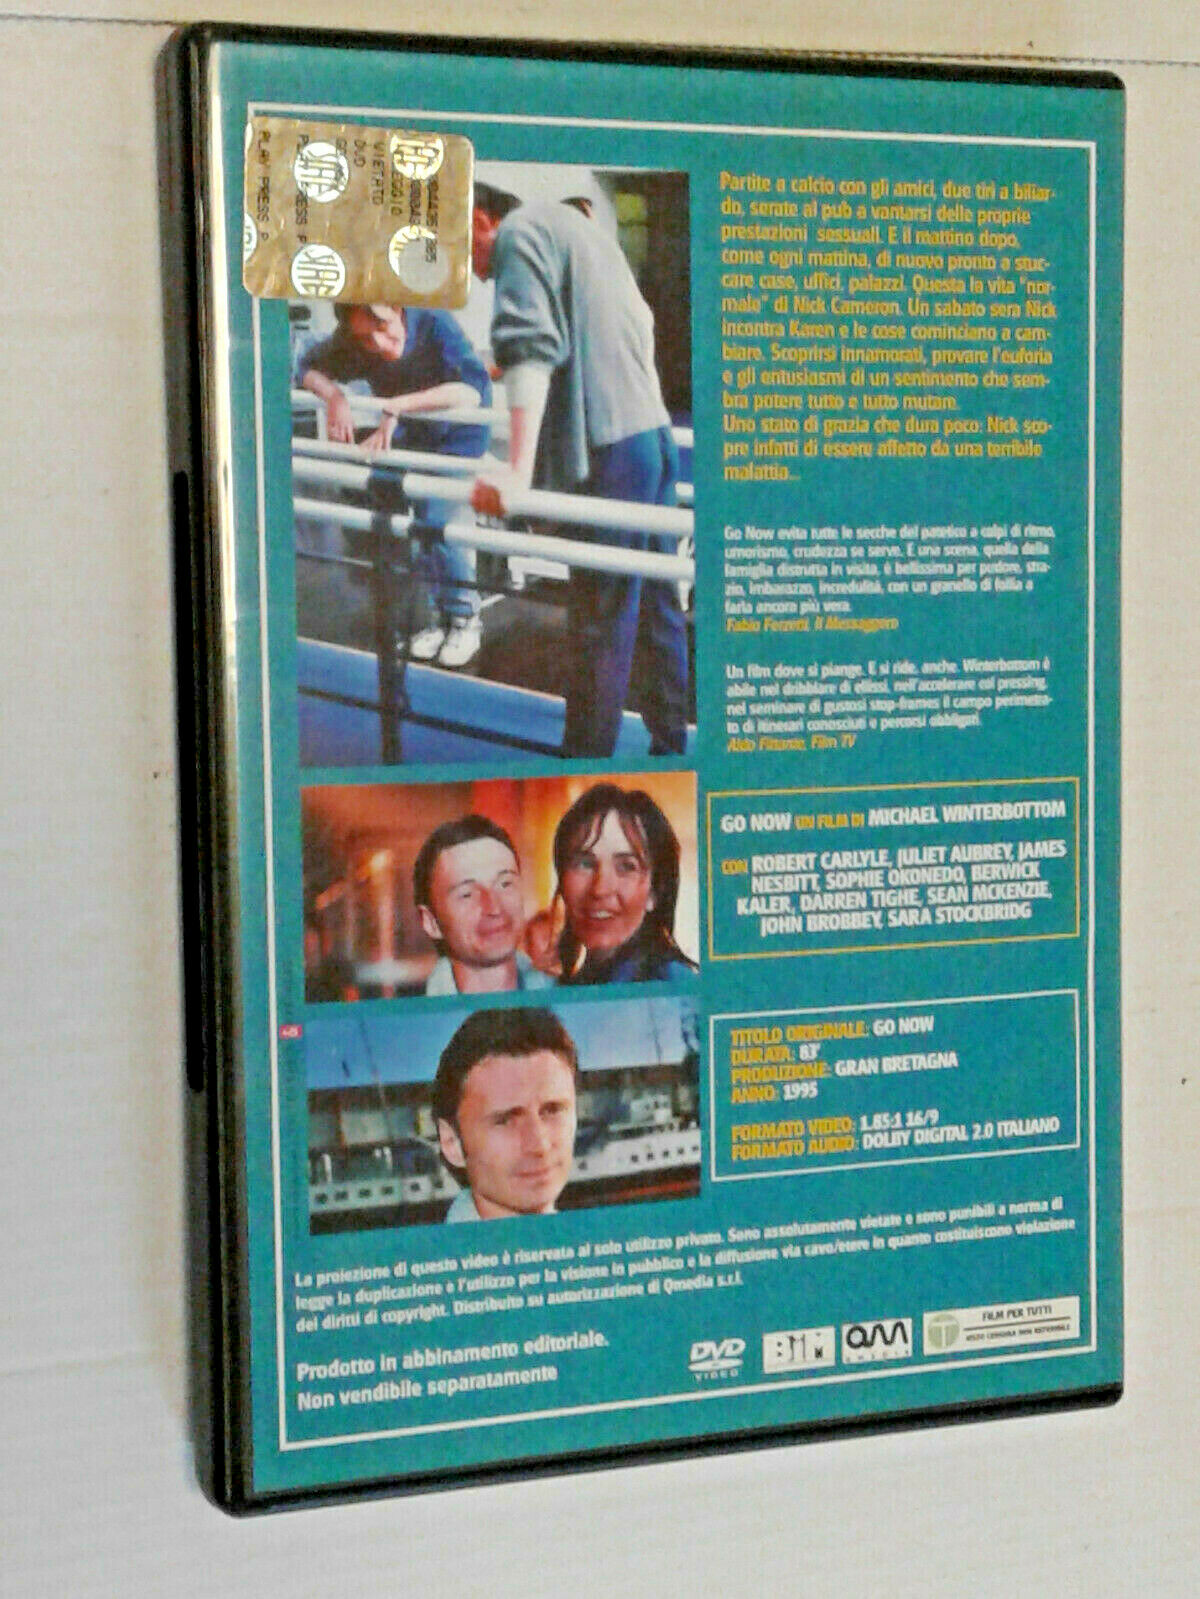 VIETATO
DVD
PLAY PRESS P
Partite a calcio con gli amici, due tiri a biliar-
do, serate al pub a vantarsi delle proprie
prestazioni sessuali. E il mattino dopo,
come ogni mattina, di nuovo pronto a stuc-
care case, uffici, palazzi. Questa la vita "nor-
male" di Nick Cameron. Un sabato sera Nick
incontra Karen e le cose cominciano a cam-
biare. Scoprirsi innamorati, provare l'euforia
e gli entusiasmi di un sentimento che sem-
bra potere tutto e tutto mutare.
Uno stato di grazia che dura poco: Nick sco-
pre infatti di essere affetto da una terribile
malattia...
Go Now evita tutte le secche del patetico a colpi di ritmo,
umorismo, crudezza se serve. E una scena, quella della
famiglia distrutta in visita, è bellissima per pudore, stra-
zio, imbarazzo, incredulità, con un granello di follia a
farla ancora più vera.
Fabio Ferzetti, Il Messaggero
Un film dove si piange. E si ride, anche. Winterbottom è
abile nel dribblare di ellissi, nell'accelerare col pressing,
nel seminare di gustosi stop-frames il campo perimetra-
to di itinerari conosciuti e percorsi obbligati.
Aldo Fittante, Film TV
GO NOW UN FILM DI MICHAEL WINTERBOTTOM
CON ROBERT CARLYLE, JULIET AUBREY, JAMES
NESBITT, SOPHIE OKONEDO, BERWICK
KALER, DARREN TIGHE, SEAN MCKENZIE,
JOHN BROBBEY, SARA STOCKBRIDG
TITOLO ORIGINALE: GO NOW
DURATA: 83'
PRODUZIONE: GRAN BRETAGNA
ANNO: 1995
FORMATO VIDEO: 1.85:1 16/9
FORMATO AUDIO: DOLBY DIGITAL 2.0 ITALIANO
La proiezione di questo video è riservata al solo utilizzo privato. Sono assolutamente vietate e sono punibili a norma di
legge la duplicazione e l'utilizzo per la visione in pubblico e la diffusione via cavo/etere in quanto costituiscono violazione
dei diritti di copyright. Distribuito su autorizzazione di Qmedia s.r.l.
Prodotto in abbinamento editoriale.
Non vendibile separatamente
DVD
VIDEO
QM
T
FILM PER TUTTI